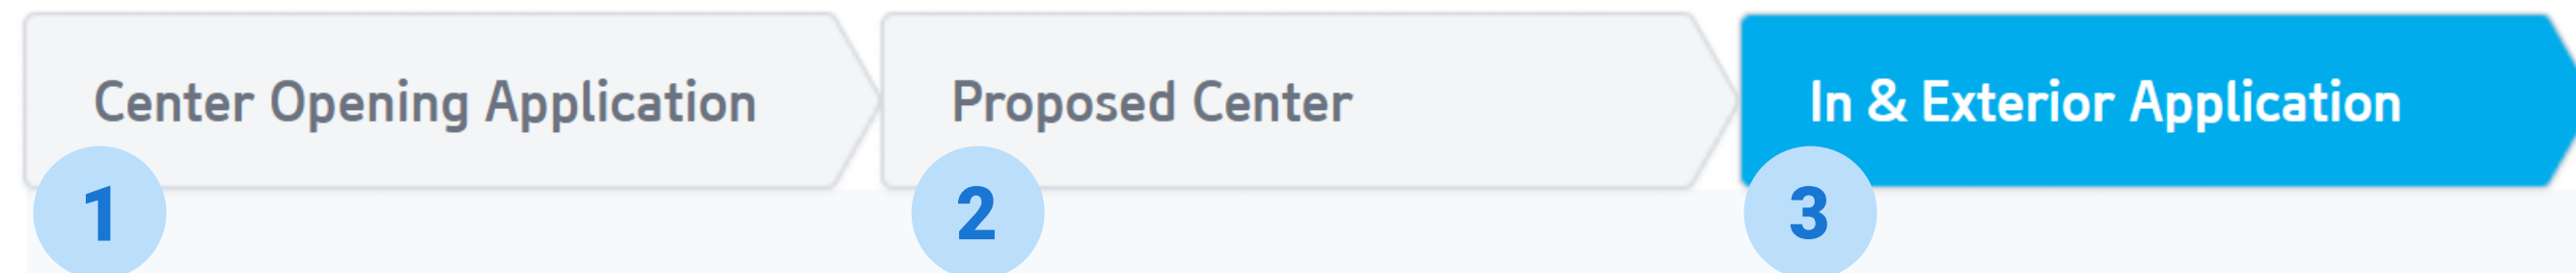 Center Opening Application
Proposed Center
In & Exterior Application
1
2
3